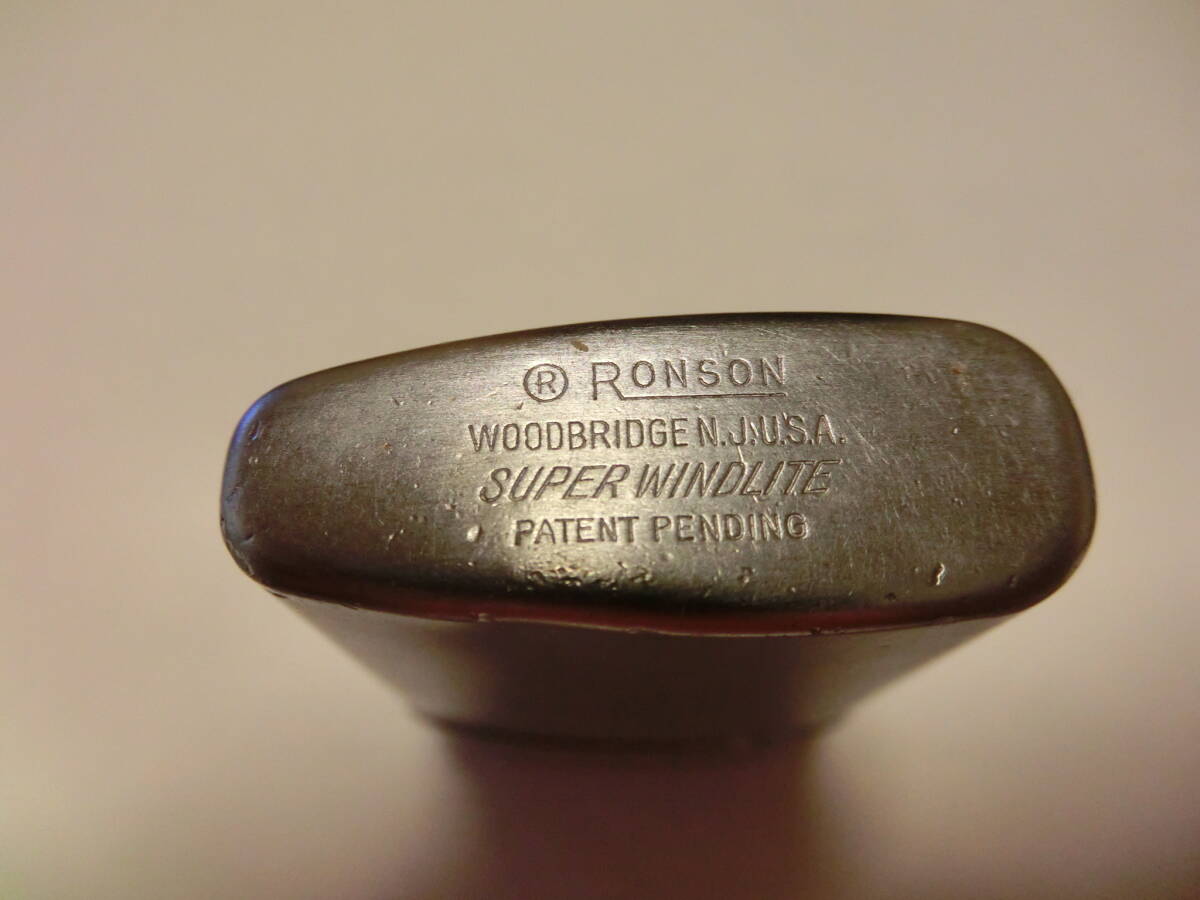 ® RONSON
WOODBRIDGE N.J. U.S.A.
SUPER WINDLITE
PATENT PENDING